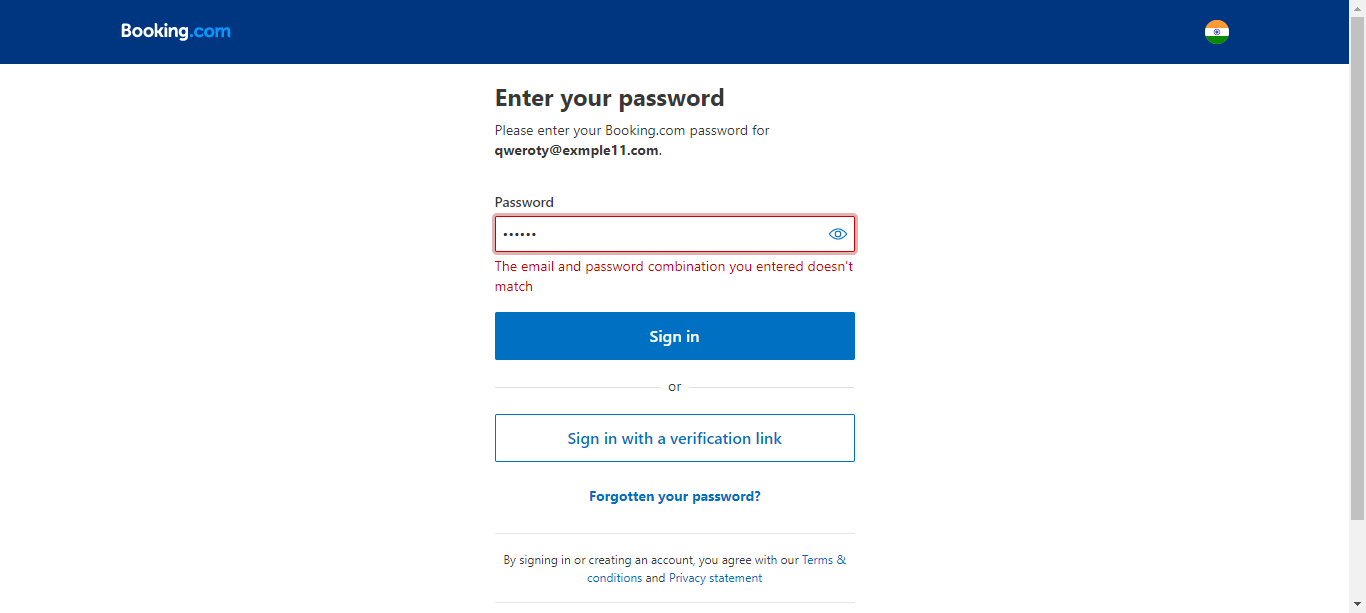 Booking.com
Enter your password
Please enter your Booking.com password for
qweroty@exmple11.com.
Password
••••••
The email and password combination you entered doesn't
match
Sign in
or
Sign in with a verification link
Forgotten your password?
By signing in or creating an account, you agree with our Terms &
conditions and Privacy statement